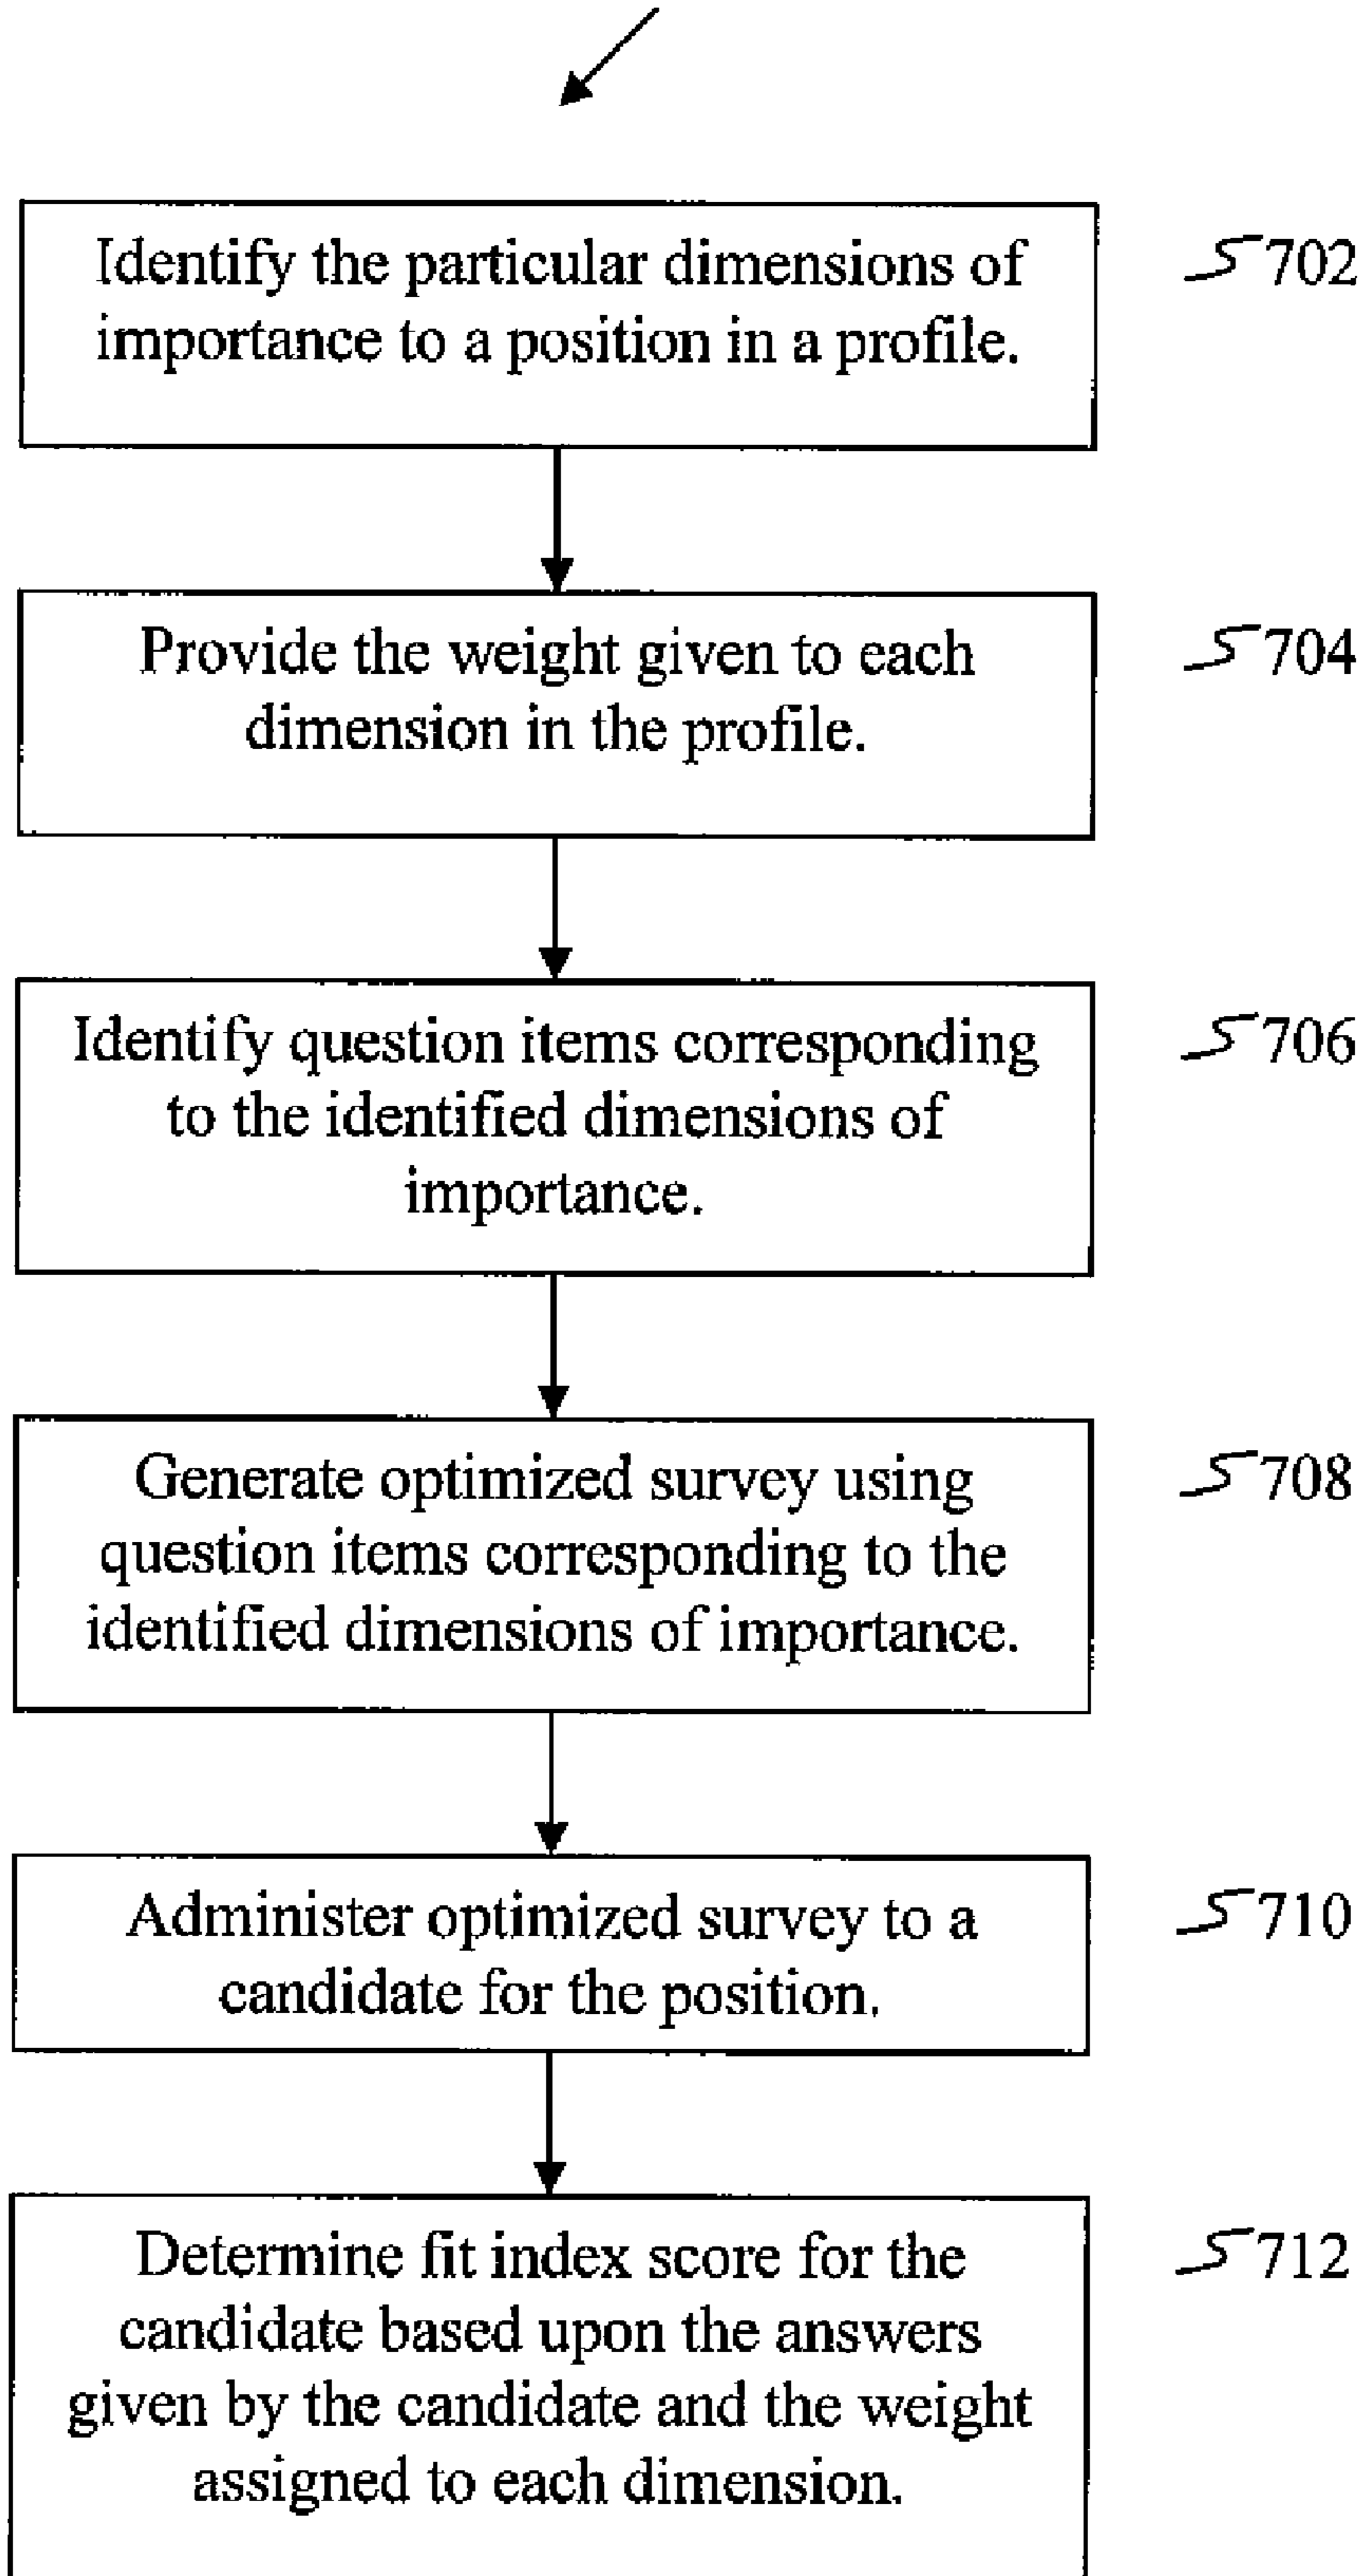 Identify the particular dimensions of
importance to a position in a profile.
702
Provide the weight given to each
dimension in the profile.
704
Identify question items corresponding
to the identified dimensions of
importance.
706
Generate optimized survey using
question items corresponding to the
identified dimensions of importance.
708
Administer optimized survey to a
candidate for the position.
710
Determine fit index score for the
candidate based upon the answers
given by the candidate and the weight
assigned to each dimension.
712